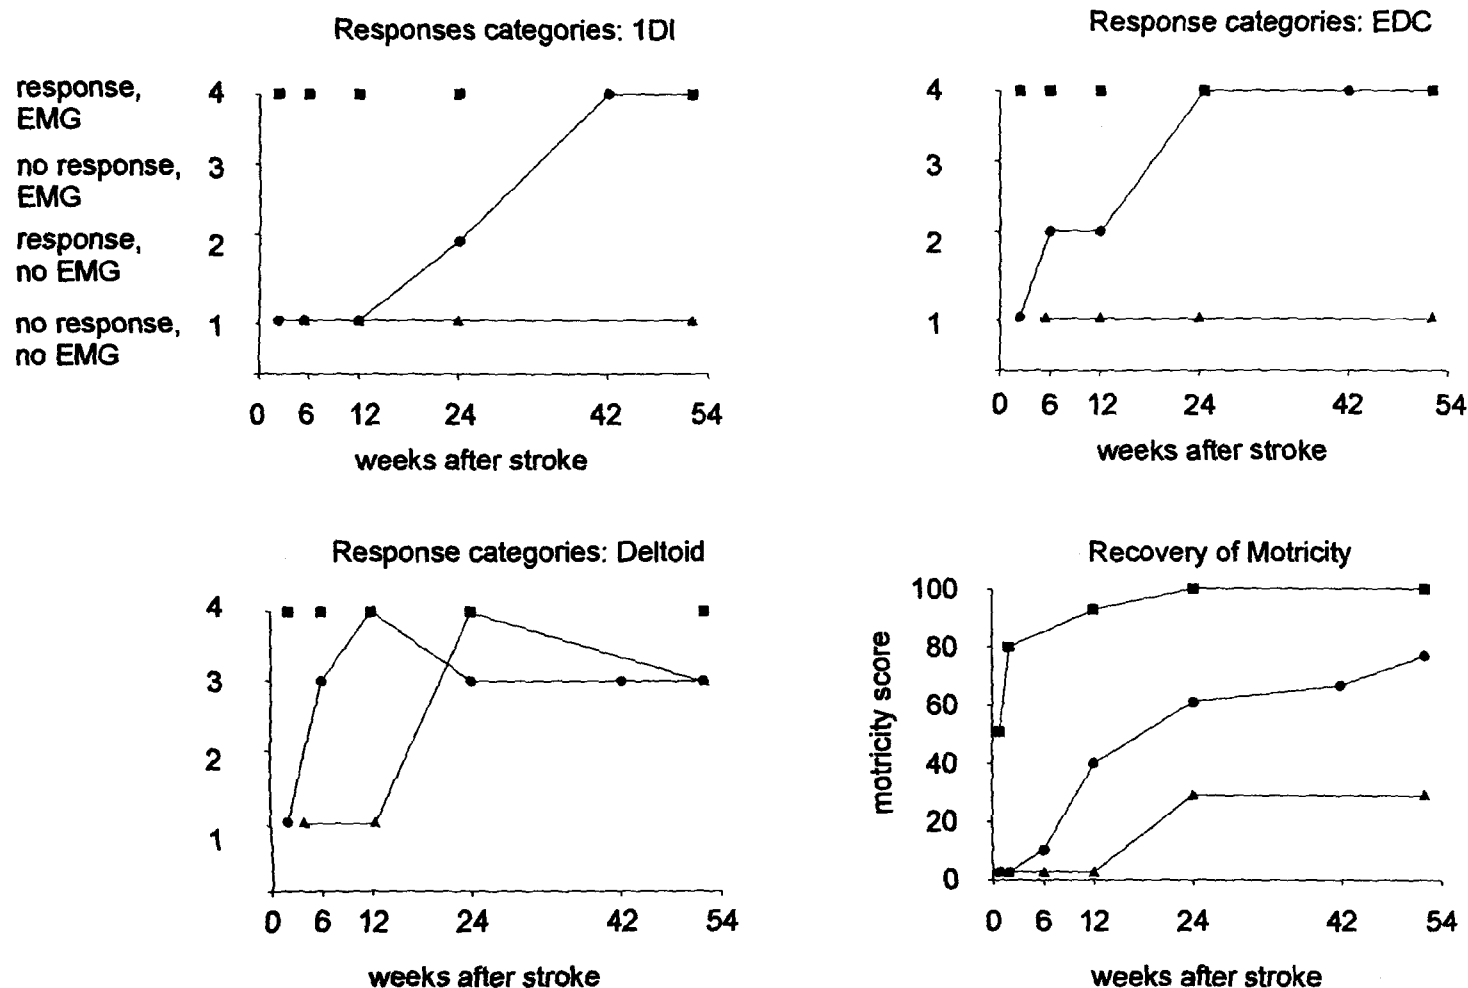 Responses categories: 1DI
response,
EMG
no response,
EMG
response,
no EMG
no response,
no EMG
4
3
2
1
0 6 12 24 42 54
weeks after stroke
Response categories: EDC
4
3
2
1
0 6 12 24 42 54
weeks after stroke
Response categories: Deltoid
4
3
2
1
0 6 12 24 42 54
weeks after stroke
Recovery of Motricity
motricity score
100
80
60
40
20
0
0 6 12 24 42 54
weeks after stroke